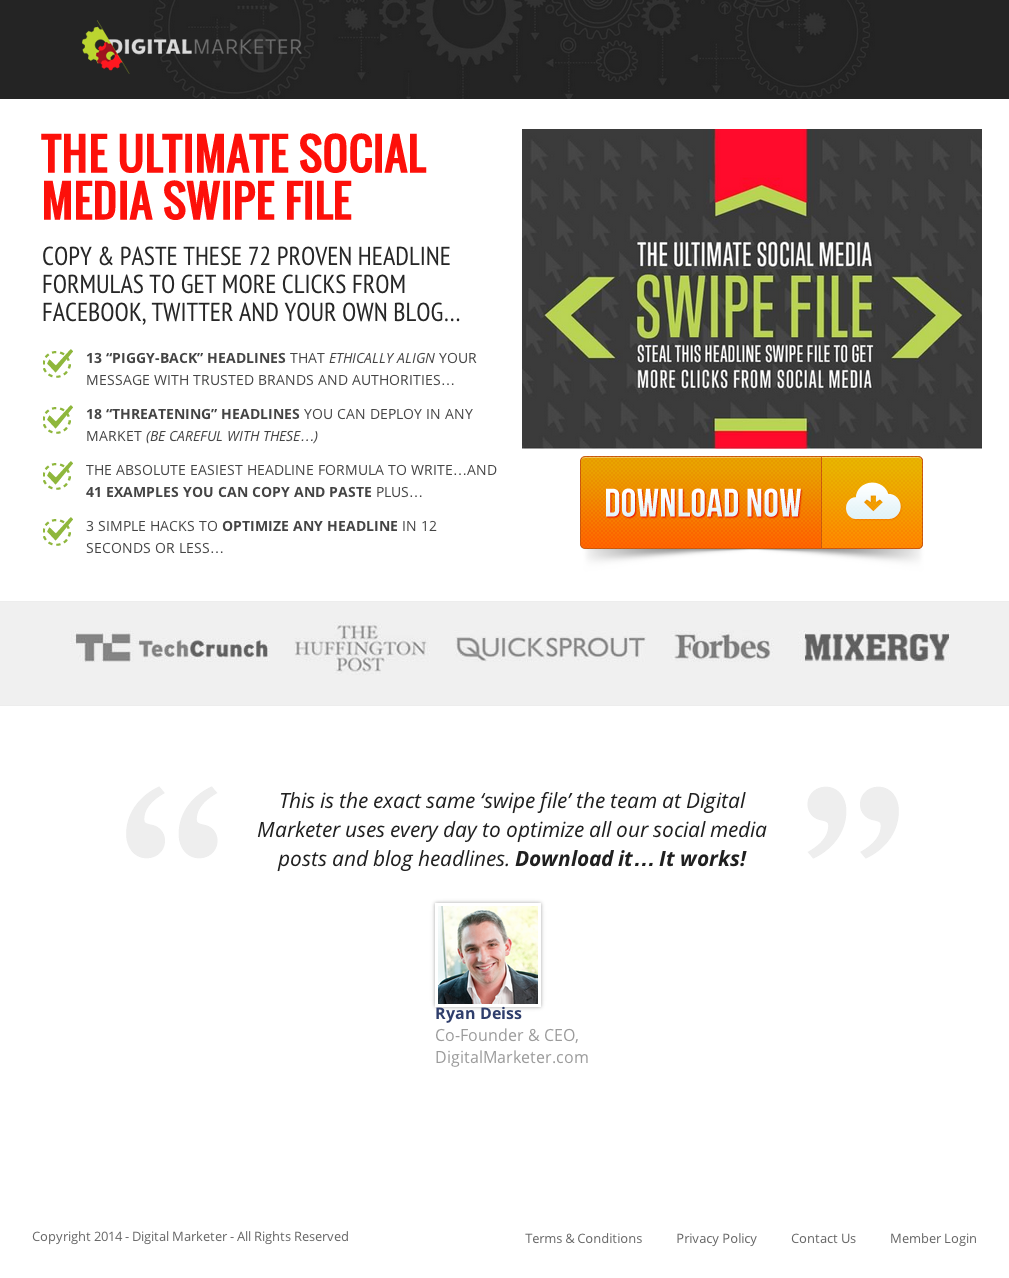 DIGITALMARKETER
THE ULTIMATE SOCIAL
MEDIA SWIPE FILE
COPY & PASTE THESE 72 PROVEN HEADLINE
FORMULAS TO GET MORE CLICKS FROM
FACEBOOK, TWITTER AND YOUR OWN BLOG…
13 “PIGGY-BACK” HEADLINES THAT ETHICALLY ALIGN YOUR
MESSAGE WITH TRUSTED BRANDS AND AUTHORITIES…
18 “THREATENING” HEADLINES YOU CAN DEPLOY IN ANY
MARKET (BE CAREFUL WITH THESE…)
THE ABSOLUTE EASIEST HEADLINE FORMULA TO WRITE…AND
41 EXAMPLES YOU CAN COPY AND PASTE PLUS…
3 SIMPLE HACKS TO OPTIMIZE ANY HEADLINE IN 12
SECONDS OR LESS…
THE ULTIMATE SOCIAL MEDIA
SWIPE FILE
STEAL THIS HEADLINE SWIPE FILE TO GET
MORE CLICKS FROM SOCIAL MEDIA
DOWNLOAD NOW
TC TechCrunch
THE
HUFFINGTON
POST
QUICKSPROUT
Forbes
MIXERGY
This is the exact same ‘swipe file’ the team at Digital
Marketer uses every day to optimize all our social media
posts and blog headlines. Download it… It works!
Ryan Deiss
Co-Founder & CEO,
DigitalMarketer.com
Copyright 2014 - Digital Marketer - All Rights Reserved
Terms & Conditions Privacy Policy Contact Us Member Login